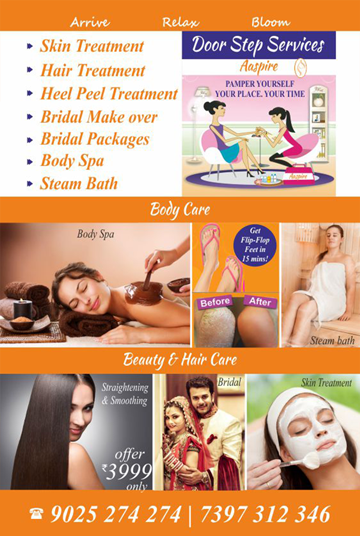 Arrive Relax Bloom
Skin Treatment
Hair Treatment
Heel Peel Treatment
Bridal Make over
Bridal Packages
Body Spa
Steam Bath
Door Step Services
Aaspire
PAMPER YOURSELF
YOUR PLACE. YOUR TIME
Aaspire
Body Care
Body Spa
Get
Flip-Flop
Feet in
15 mins!
Before After
Steam bath
Beauty & Hair Care
Straightening
& Smoothing
offer
₹3999
only
Bridal
Skin Treatment
☎ 9025 274 274 | 7397 312 346